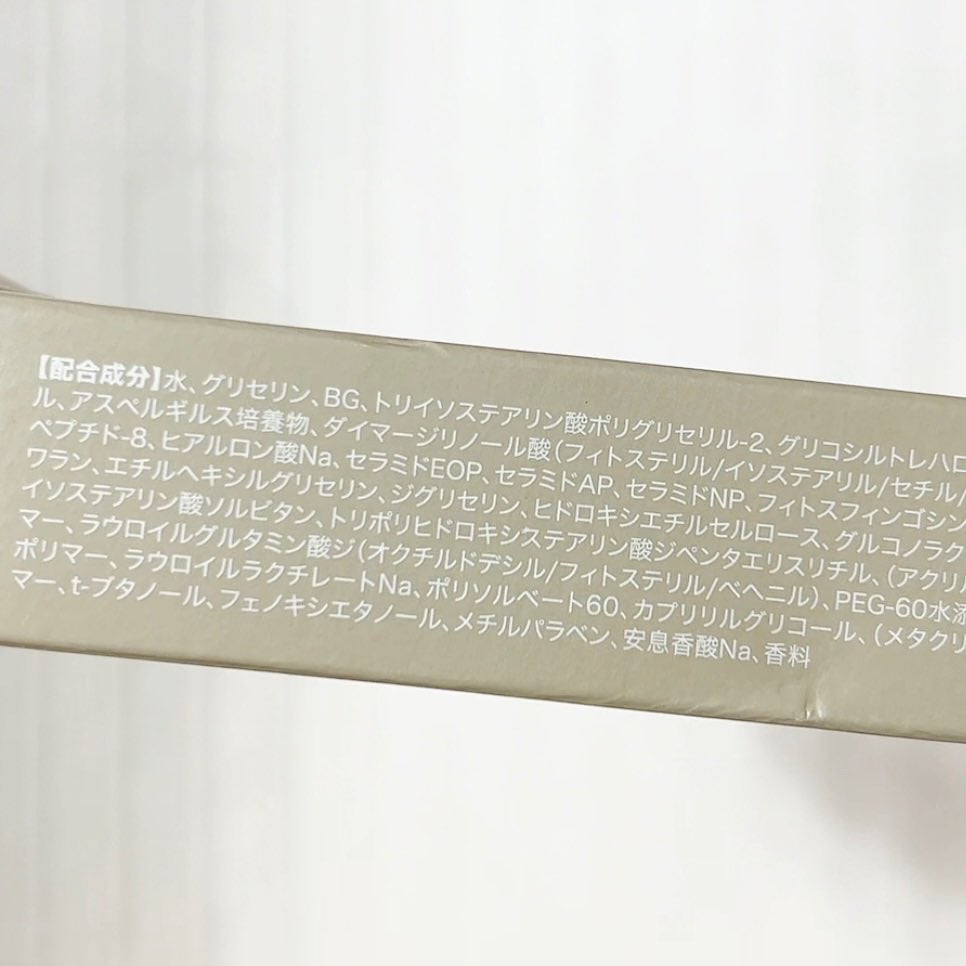 【配合成分】水、グリセリン、BG、トリイソステアリン酸ポリグリセリル-2、グリコシルトレハロ
ル、アスペルギルス培養物、ダイマージリノール酸(フィトステリル/イソステアリル/セチル/
ペプチド-8、ヒアルロン酸Na、セラミドEOP、セラミドAP、セラミドNP、フィトスフィンゴシン
ワラン、エチルヘキシルグリセリン、ジグリセリン、ヒドロキシエチルセルロース、グルコノラク
イソステアリン酸ソルビタン、トリポリヒドロキシステアリン酸ジペンタエリスリチル、(アクリル
マー、ラウロイルグルタミン酸ジ(オクチルドデシル/フィトステリル/ベヘニル)、PEG-60水添
ポリマー、ラウロイルラクチレートNa、ポリソルベート60、カプリリルグリコール、(メタクリ
マー、t-ブタノール、フェノキシエタノール、メチルパラベン、安息香酸Na、香料